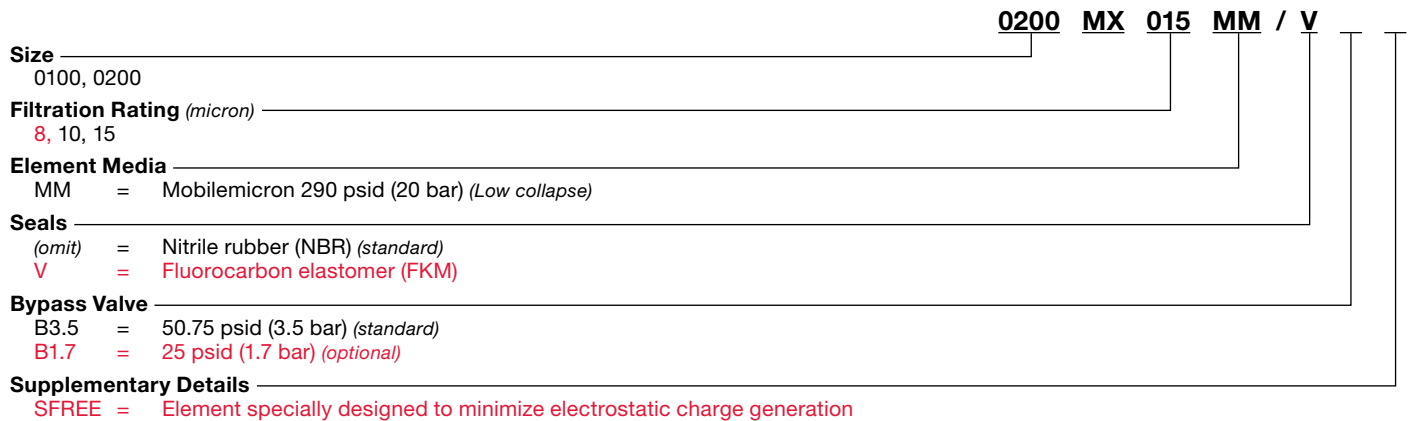 0200 MX 015 MM / V _ _
Size
0100, 0200
Filtration Rating (micron)
8, 10, 15
Element Media
MM = Mobilemicron 290 psid (20 bar) (Low collapse)
Seals
(omit) = Nitrile rubber (NBR) (standard)
V = Fluorocarbon elastomer (FKM)
Bypass Valve
B3.5 = 50.75 psid (3.5 bar) (standard)
B1.7 = 25 psid (1.7 bar) (optional)
Supplementary Details
SFREE = Element specially designed to minimize electrostatic charge generation